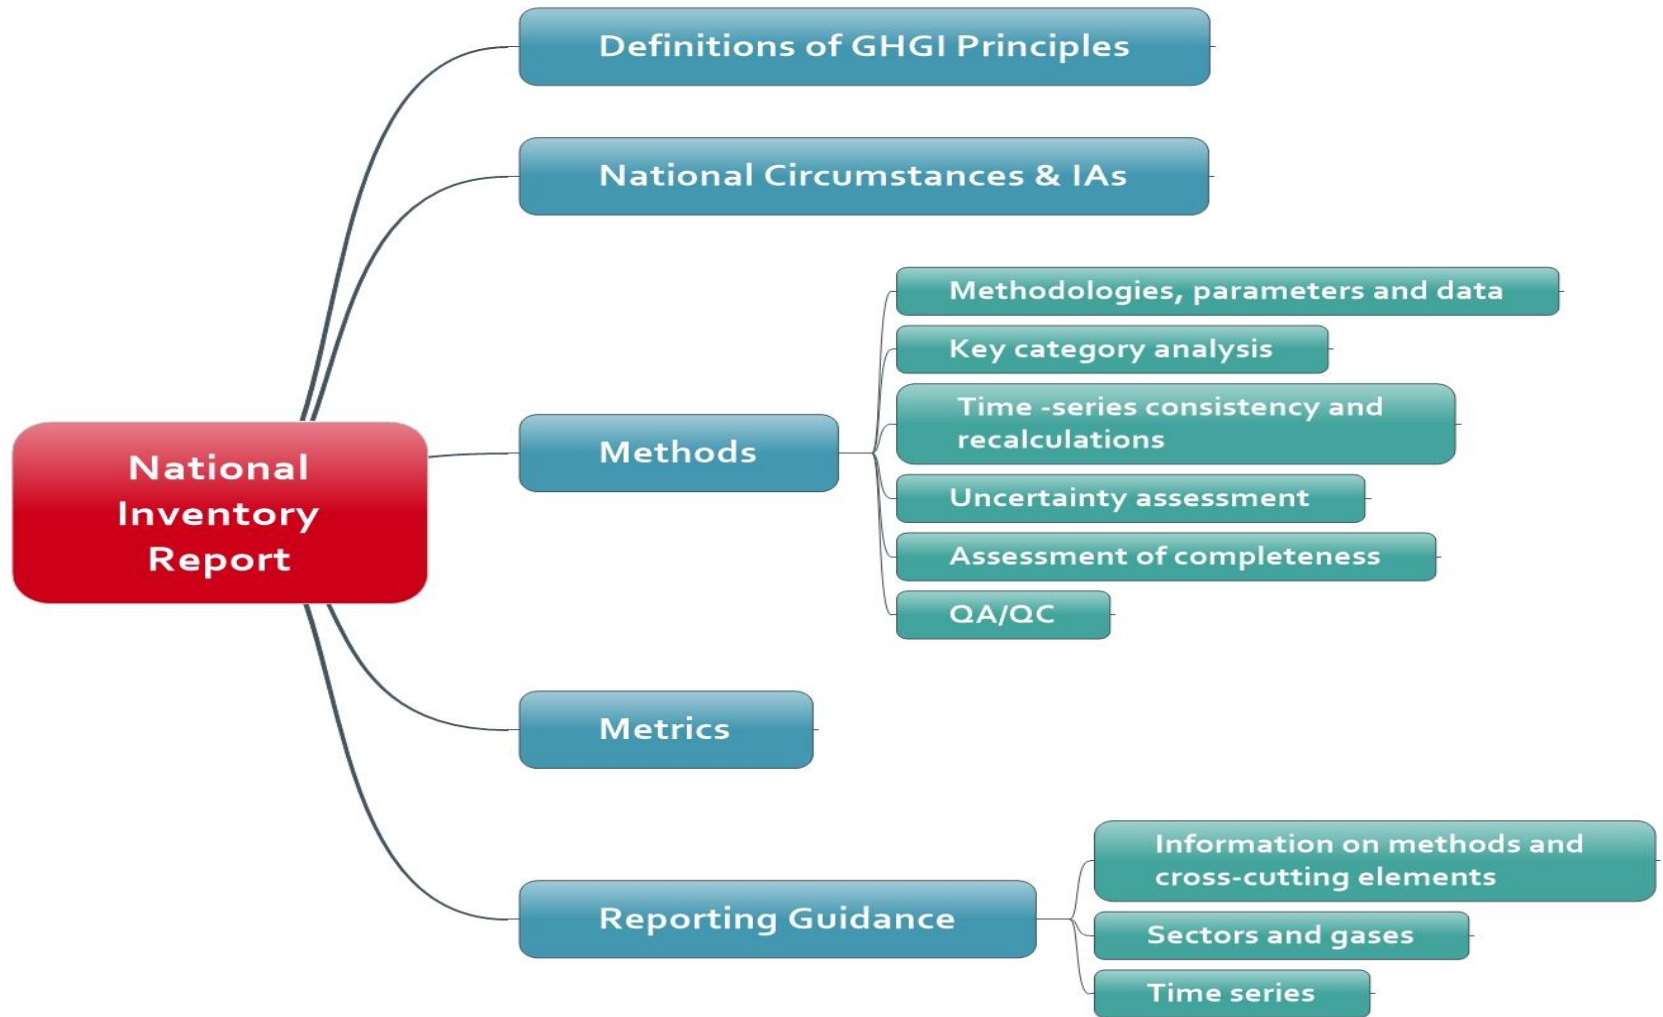 Definitions of GHGI Principles
National Circumstances & IAs
Methodologies, parameters and data
Key category analysis
Time -series consistency and
recalculations
National
Inventory
Report
Methods
Uncertainty assessment
Assessment of completeness
QA/QC
Metrics
Information on methods and
cross-cutting elements
Reporting Guidance
Sectors and gases
Time series